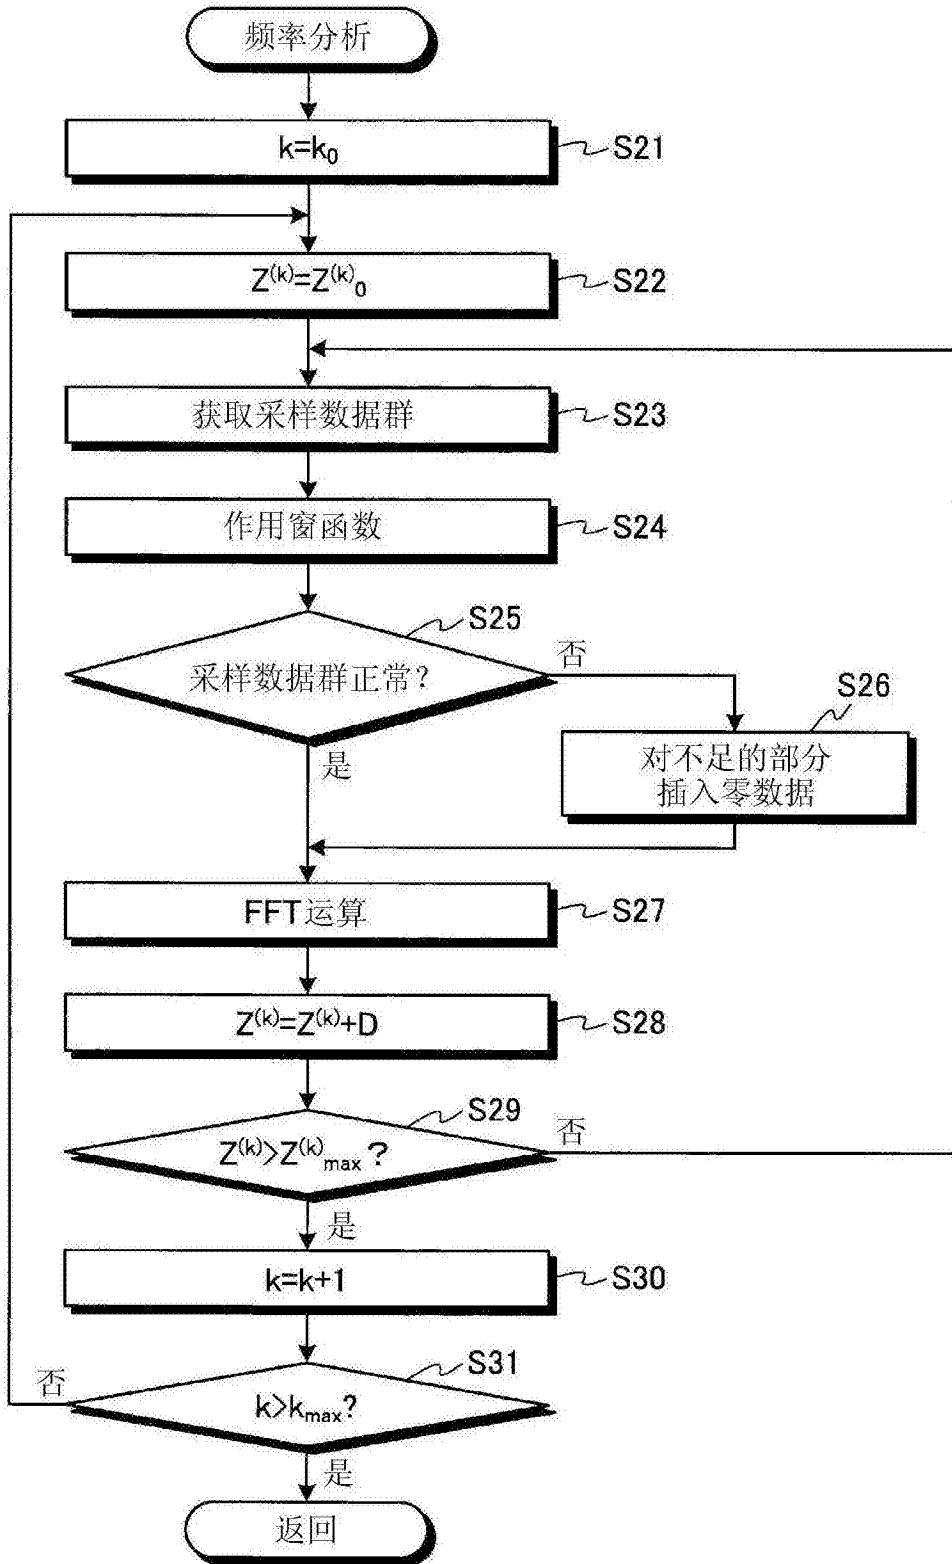 频率分析
k=k₀
S21
Z⁽ᵏ⁾=Z⁽ᵏ⁾₀
S22
获取采样数据群
S23
作用窗函数
S24
S25
采样数据群正常?
否
是
S26
对不足的部分
插入零数据
FFT运算
S27
Z⁽ᵏ⁾=Z⁽ᵏ⁾+D
S28
S29
Z⁽ᵏ⁾>Z⁽ᵏ⁾max?
否
是
k=k+1
S30
S31
否
k>kmax?
是
返回